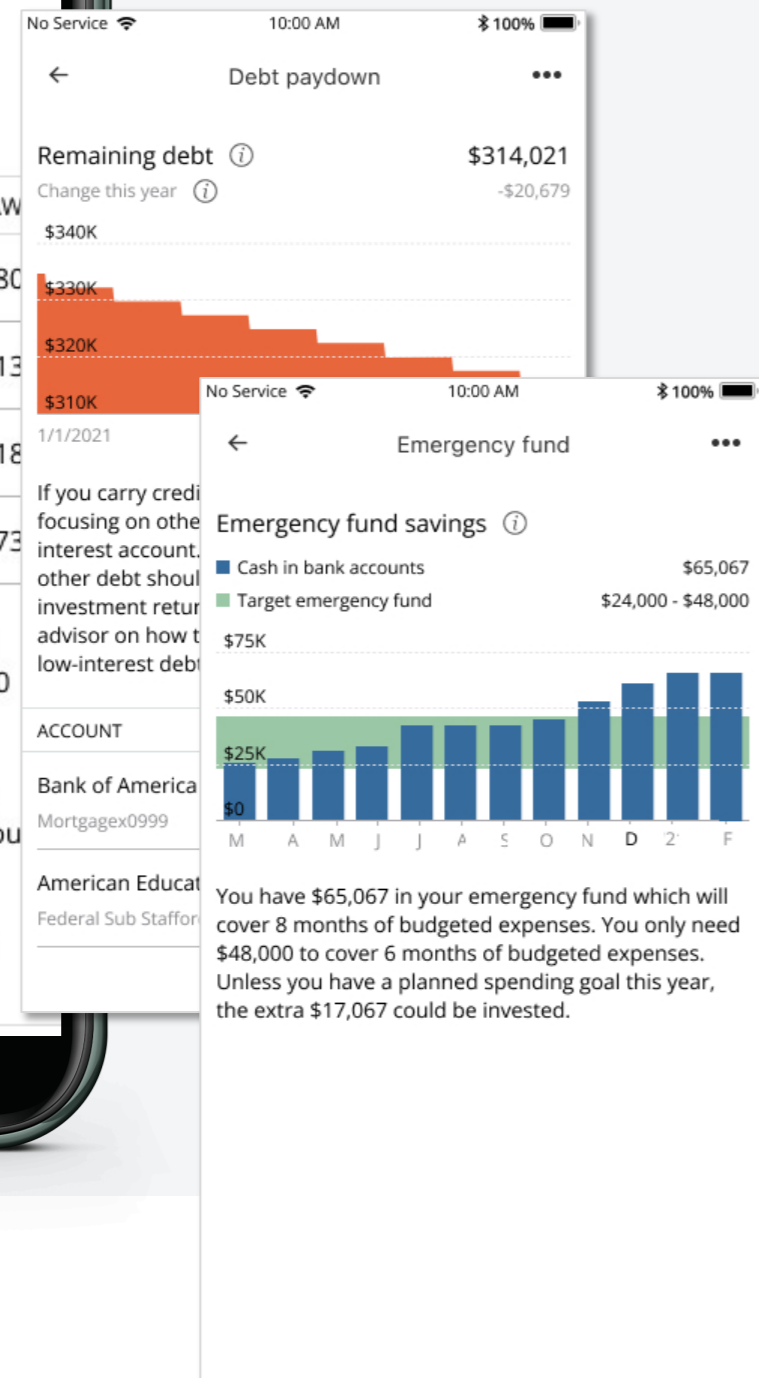 No Service 10:00 AM 100%
Debt paydown
Remaining debt $314,021
Change this year -$20,679
$340K
$330K
$320K
$310K
1/1/2021
If you carry credi
focusing on othe
interest account.
other debt shoul
investment retur
advisor on how t
low-interest debt
ACCOUNT
Bank of America
Mortgagex0999
American Educat
Federal Sub Staffor
No Service 10:00 AM 100%
Emergency fund
Emergency fund savings
Cash in bank accounts $65,067
Target emergency fund $24,000 - $48,000
$75K
$50K
$25K
$0
M A M J J A S O N D 2 F
You have $65,067 in your emergency fund which will
cover 8 months of budgeted expenses. You only need
$48,000 to cover 6 months of budgeted expenses.
Unless you have a planned spending goal this year,
the extra $17,067 could be invested.